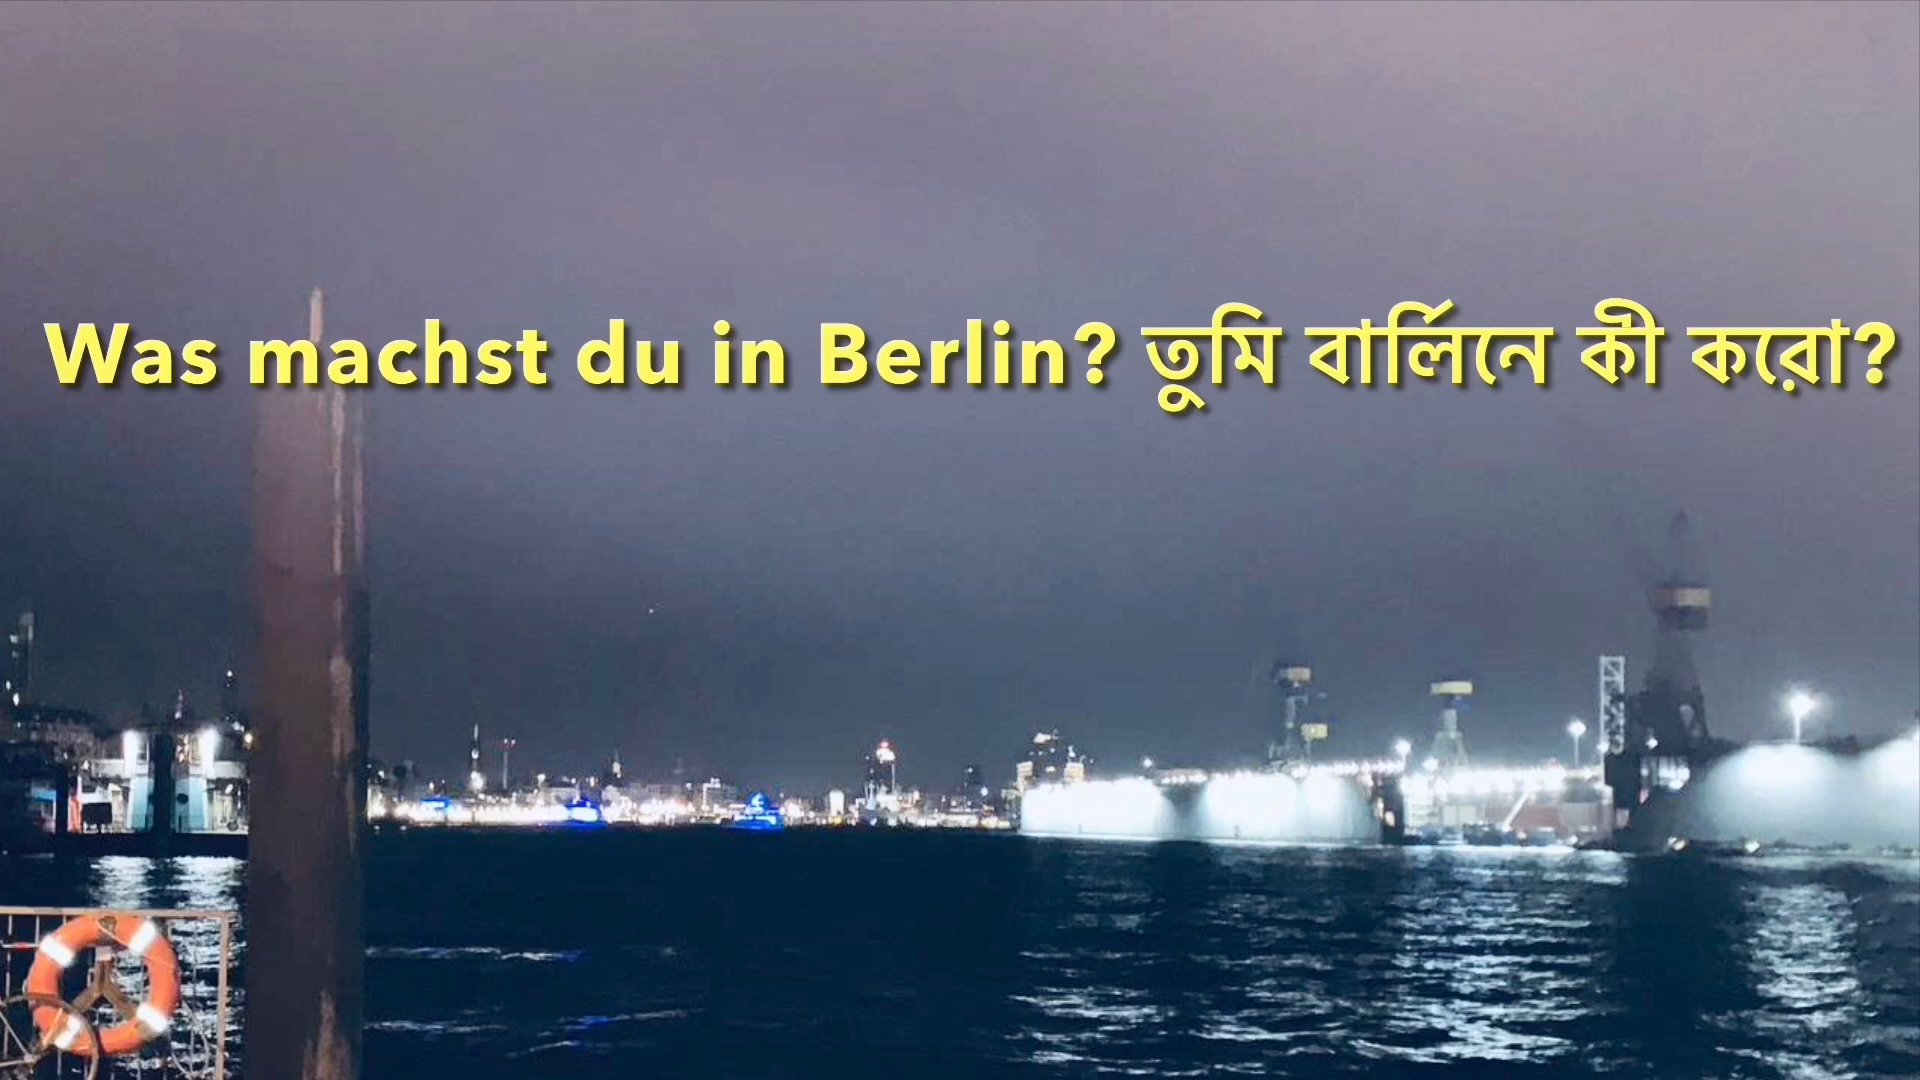 Was machst du in Berlin? তুমি বার্লিনে কী করো?